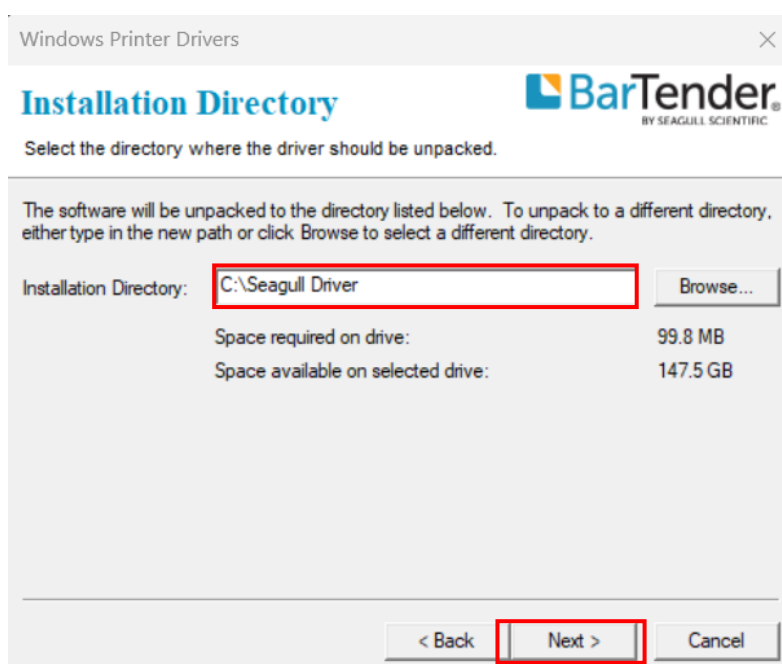 Windows Printer Drivers
Installation Directory
BarTender®
BY SEAGULL SCIENTIFIC
Select the directory where the driver should be unpacked.
The software will be unpacked to the directory listed below.  To unpack to a different directory,
either type in the new path or click Browse to select a different directory.
Installation Directory: C:\Seagull Driver Browse...
Space required on drive: 99.8 MB
Space available on selected drive: 147.5 GB
< Back Next > Cancel